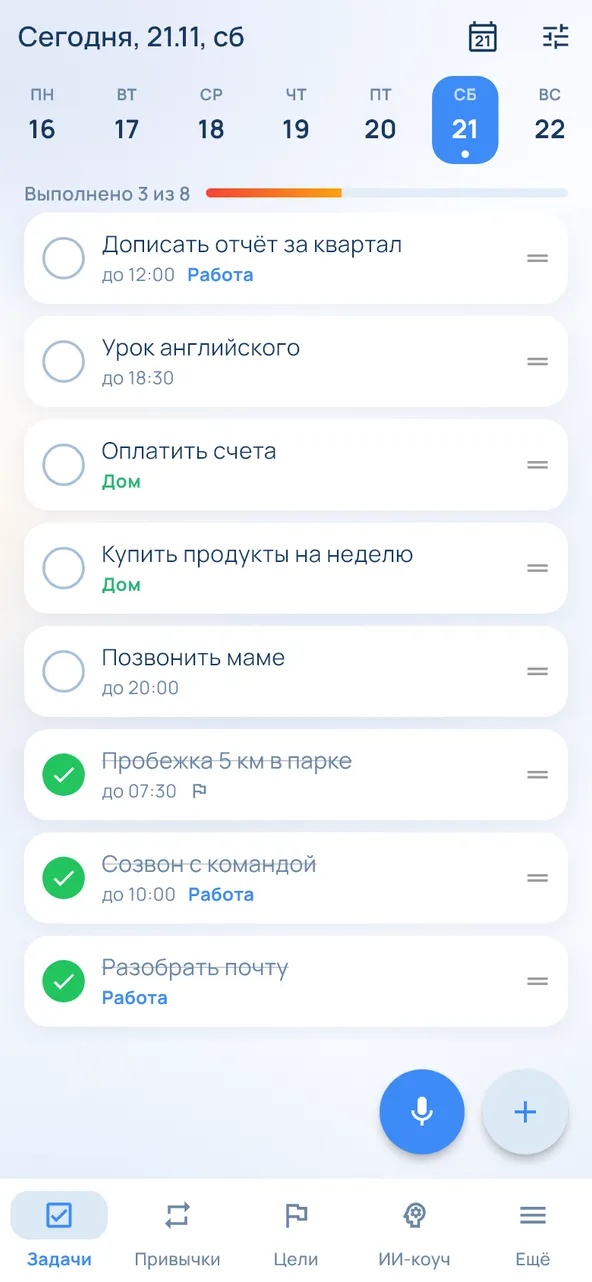 Сегодня, 21.11, сб
21
ПН ВТ СР ЧТ ПТ СБ ВС
16 17 18 19 20 21 22
Выполнено 3 из 8
Дописать отчёт за квартал
до 12:00 Работа
Урок английского
до 18:30
Оплатить счета
Дом
Купить продукты на неделю
Дом
Позвонить маме
до 20:00
Пробежка 5 км в парке
до 07:30
Созвон с командой
до 10:00 Работа
Разобрать почту
Работа
Задачи Привычки Цели ИИ-коуч Ещё